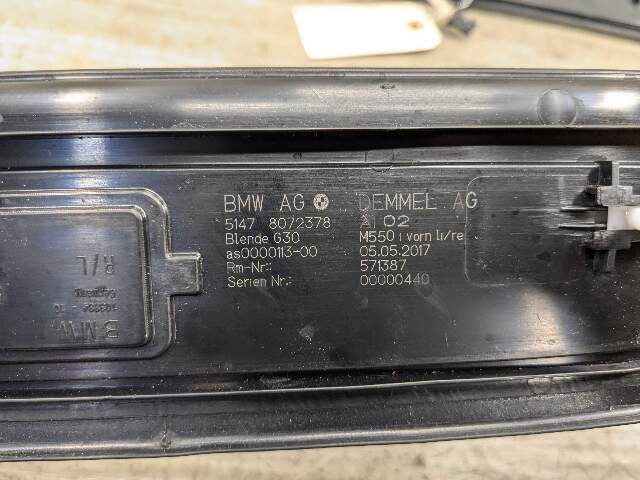 BMW AG DEMMEL AG
5147 8072378 AI 02
Blende G30 M550 i vorn li/re
as0000113-00 05.05.2017
Rm-Nr.: 571387
Serien Nr.: 00000440
R/L
BMW